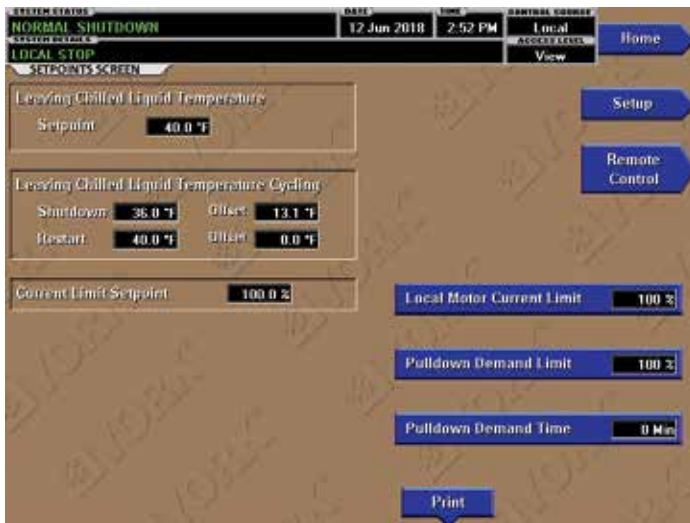 SYSTEM STATUS
NORMAL SHUTDOWN
SYSTEM DETAILS
LOCAL STOP
DATE
12 Jun 2018
TIME
2:52 PM
CONTROL SOURCE
Local
ACCESS LEVEL
View
Home
SETPOINTS SCREEN
Leaving Chilled Liquid Temperature
Setpoint 40.0 °F
Setup
Remote
Control
Leaving Chilled Liquid Temperature Cycling
Shutdown 36.0 °F Offset 13.1 °F
Restart 40.0 °F Offset 0.0 °F
Current Limit Setpoint 100.0 %
Local Motor Current Limit 100 %
Pulldown Demand Limit 100 %
Pulldown Demand Time 0 Min
Print
YORK